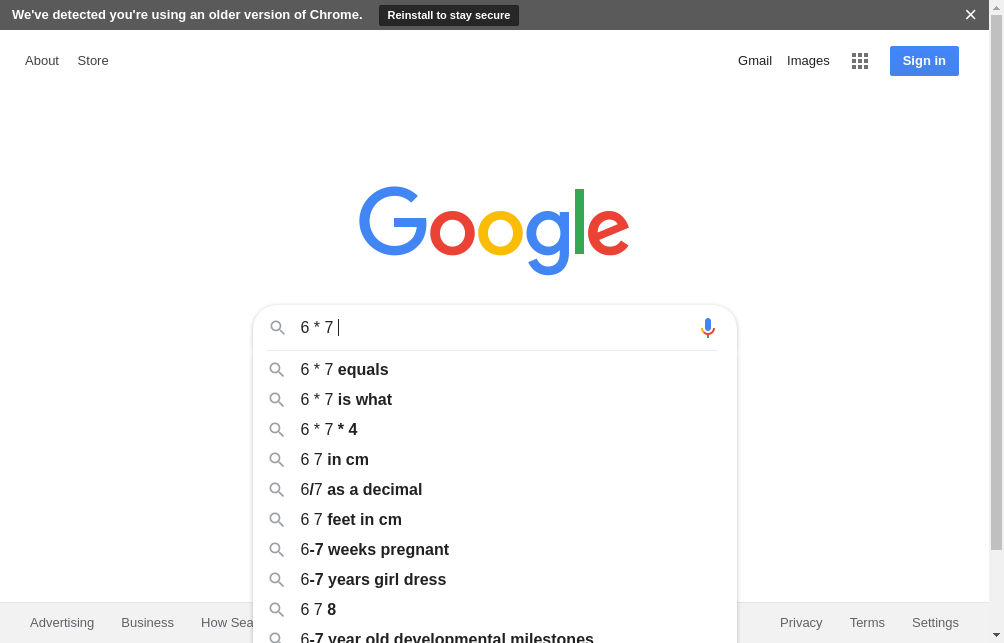 We've detected you're using an older version of Chrome. Reinstall to stay secure
About Store Gmail Images Sign in
Google
6 * 7
6 * 7 equals
6 * 7 is what
6 * 7 * 4
6 7 in cm
6/7 as a decimal
6 7 feet in cm
6-7 weeks pregnant
6-7 years girl dress
6 7 8
6-7 year old developmental milestones
Advertising Business How Sea Privacy Terms Settings